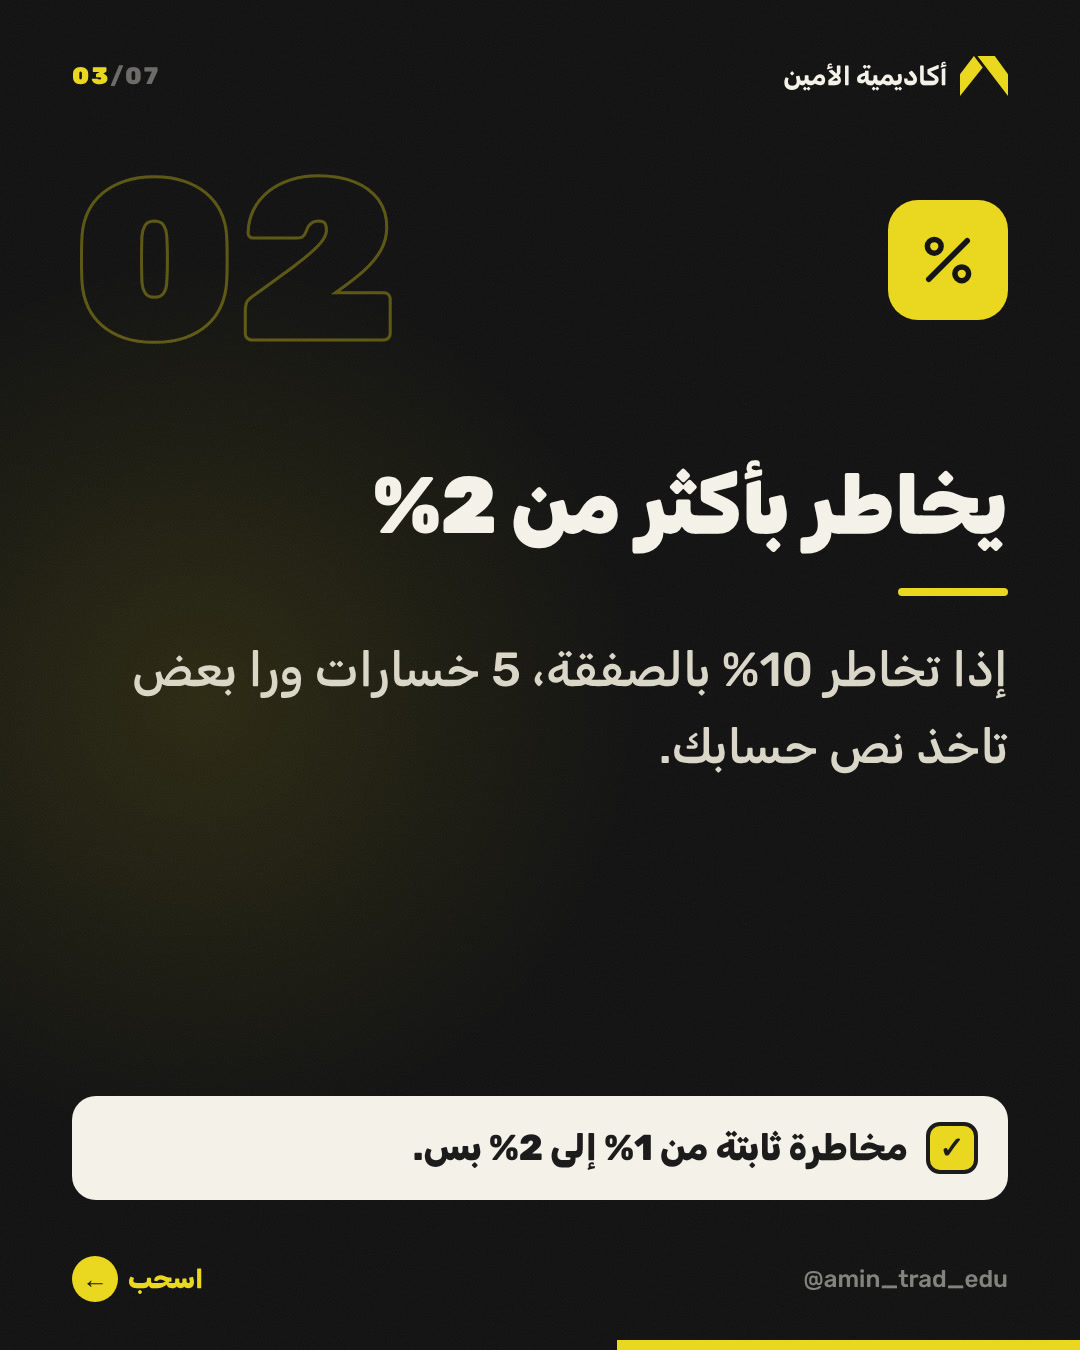 أكاديمية الأمين
03/07
02
%
يخاطر بأكثر من 2%
إذا تخاطر 10% بالصفقة، 5 خسارات ورا بعض
تاخذ نص حسابك.
✓ مخاطرة ثابتة من 1% إلى 2% بس.
@amin_trad_edu
اسحب ←